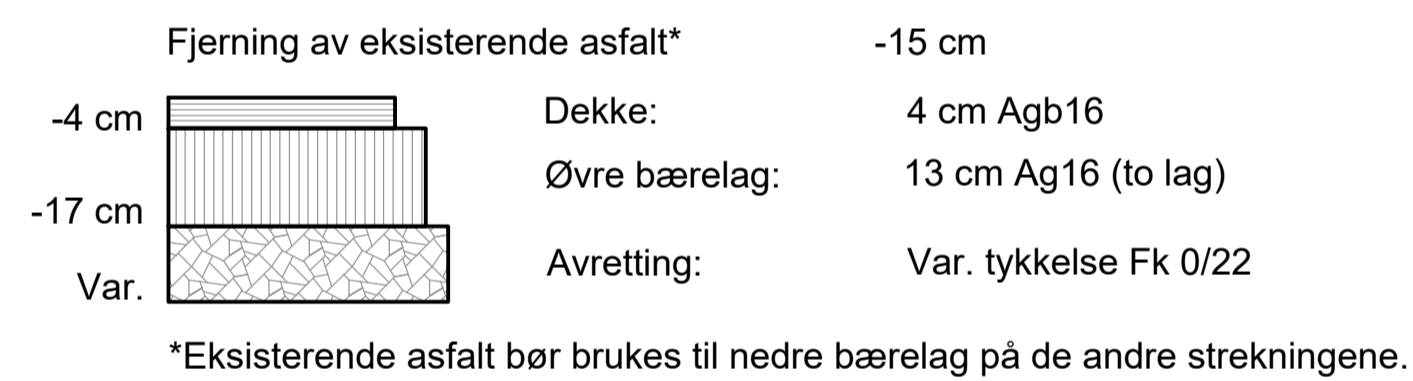 Fjerning av eksisterende asfalt* -15 cm
-4 cm Dekke: 4 cm Agb16
Øvre bærelag: 13 cm Ag16 (to lag)
-17 cm
Avretting: Var. tykkelse Fk 0/22
Var.
*Eksisterende asfalt bør brukes til nedre bærelag på de andre strekningene.